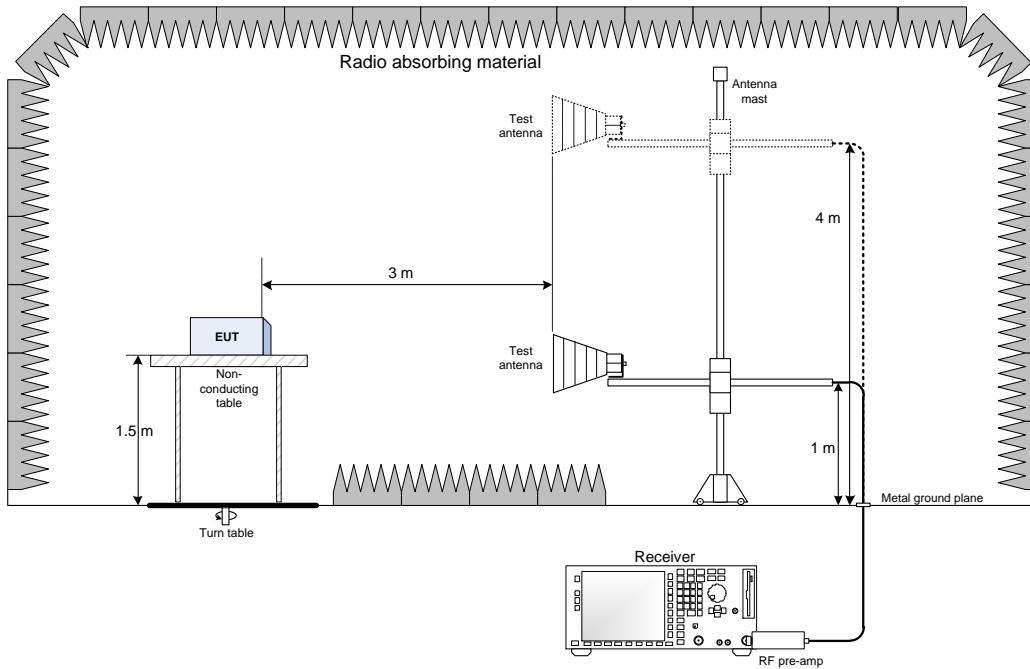 Radio absorbing material
Antenna
mast
Test
antenna
4 m
3 m
EUT
Test
antenna
Non-
conducting
table
1.5 m
1 m
Metal ground plane
Turn table
Receiver
RF pre-amp